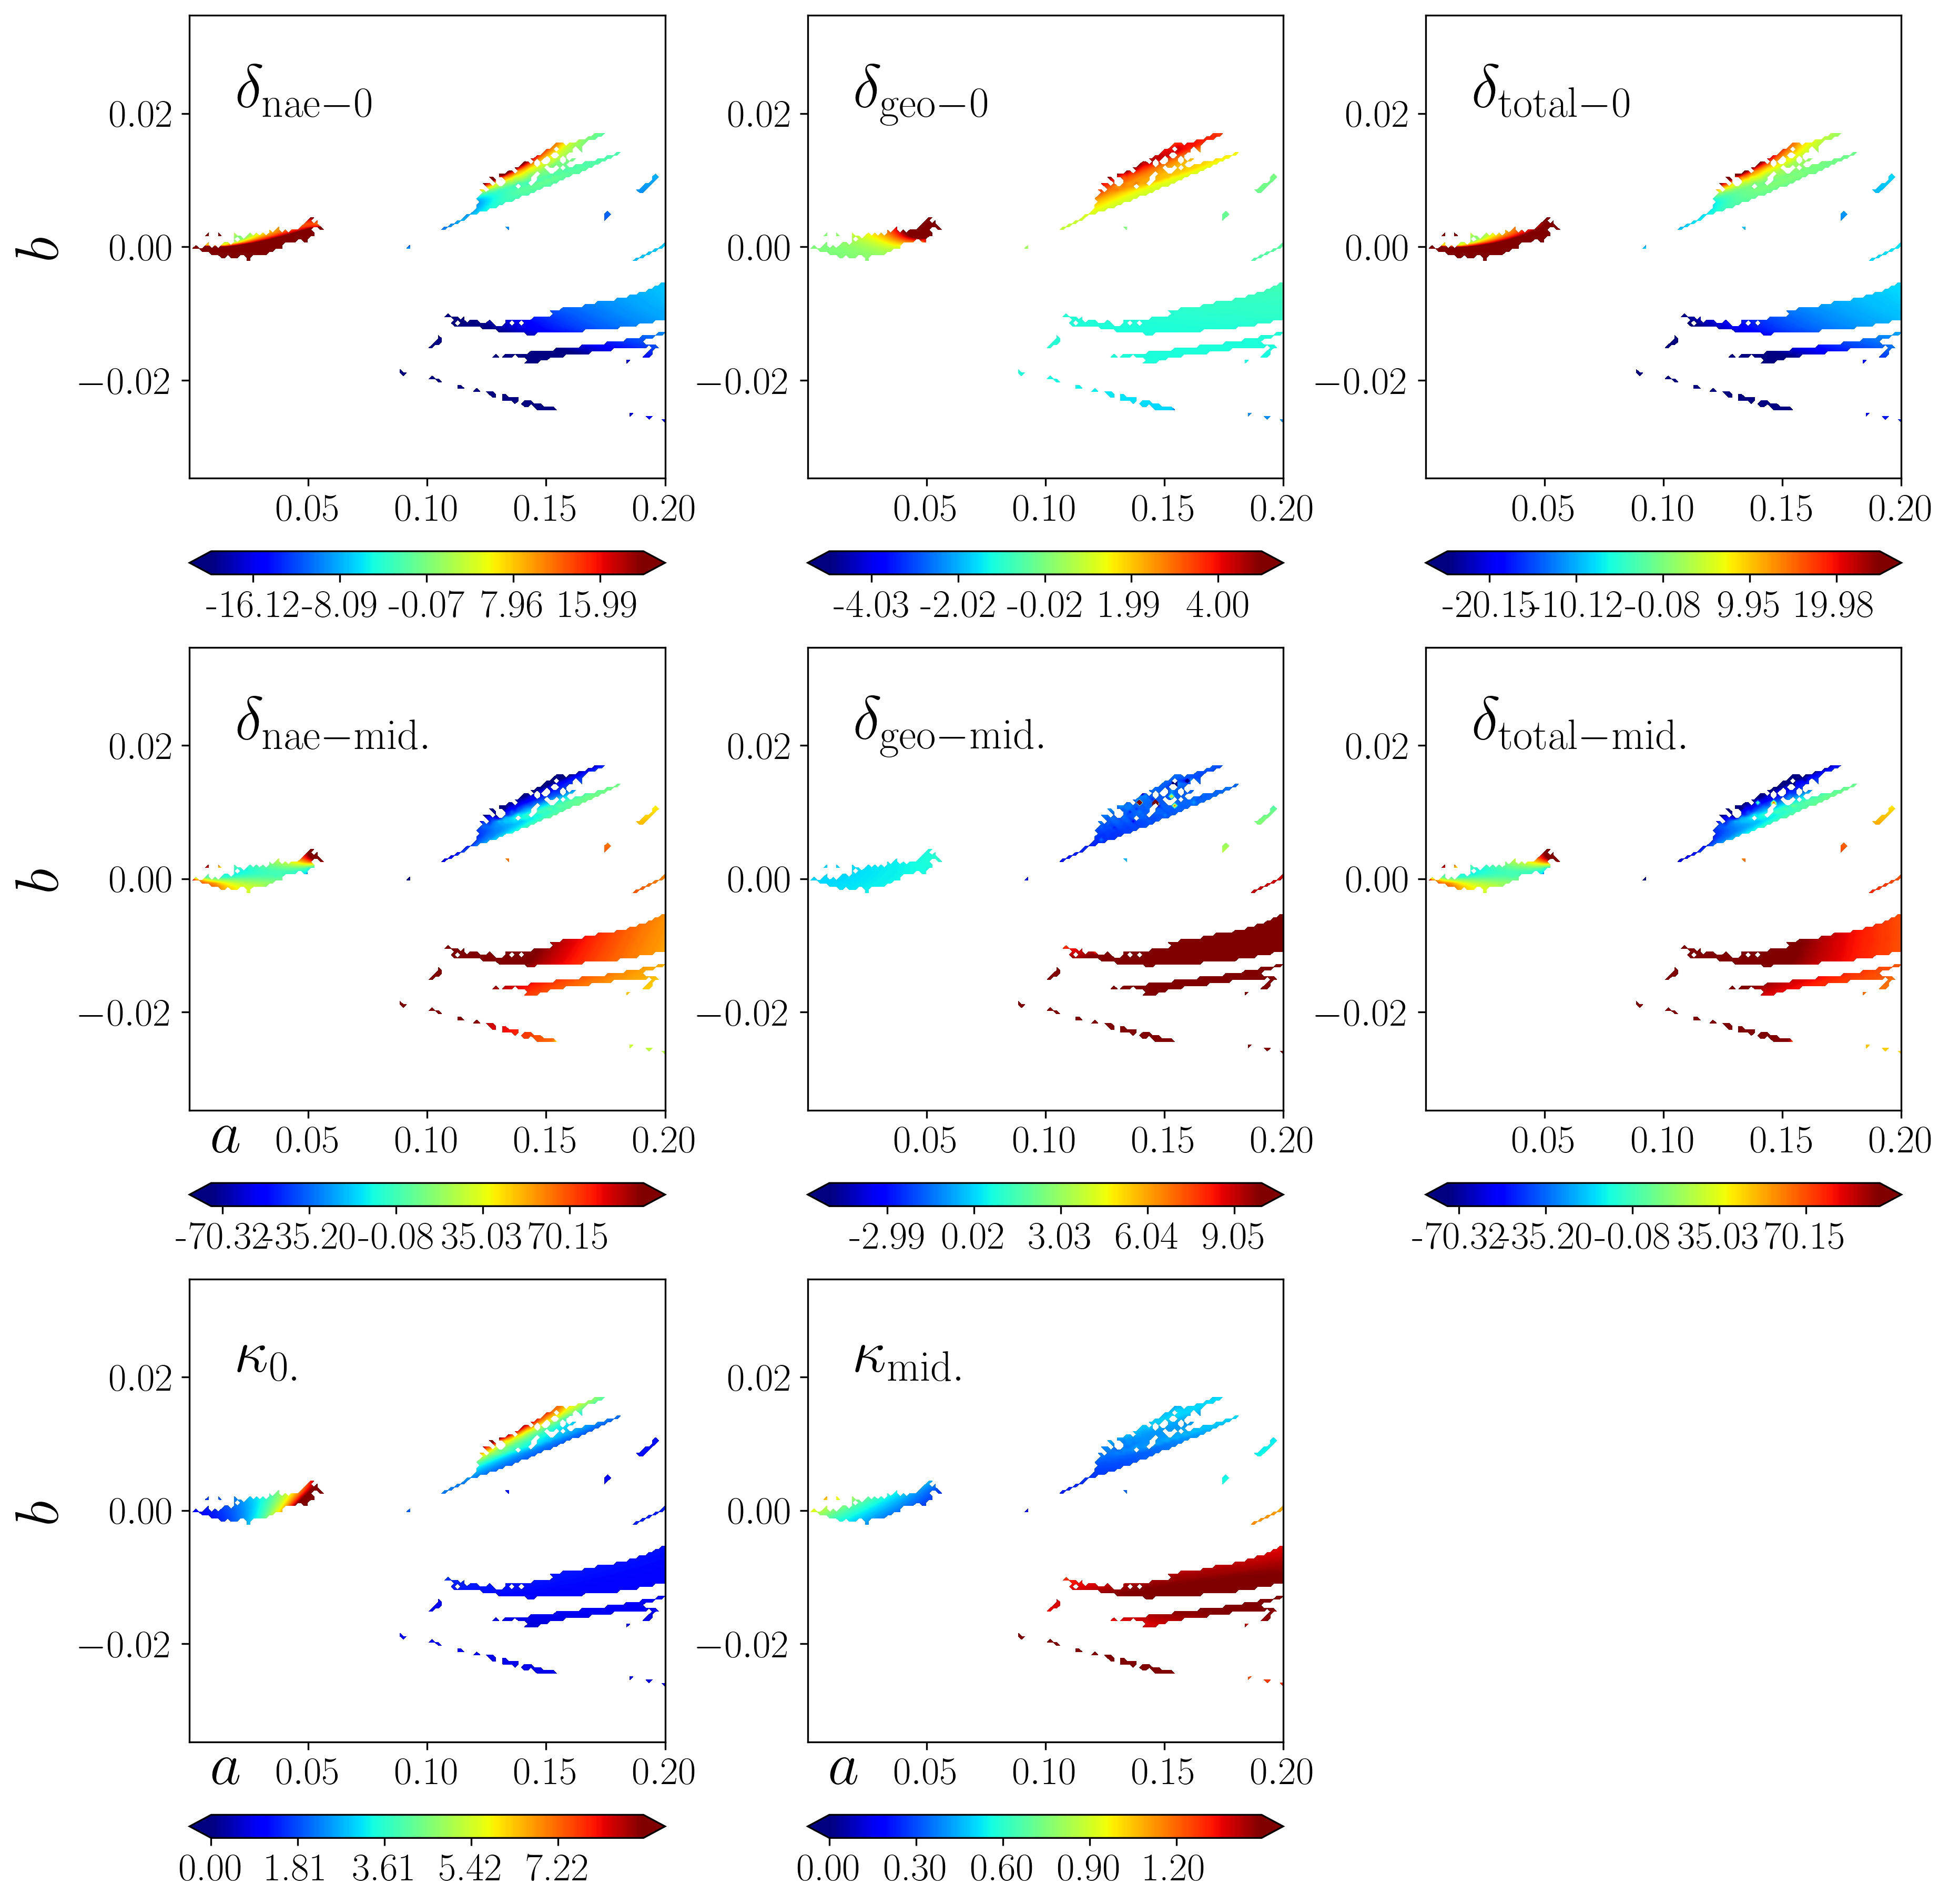 δnae−0 δgeo−0 δtotal−0
0.02 0.02 0.02
b 0.00 0.00 0.00
−0.02 −0.02 −0.02
0.05 0.10 0.15 0.20 0.05 0.10 0.15 0.20 0.05 0.10 0.15 0.20
-16.12 -8.09 -0.07 7.96 15.99 -4.03 -2.02 -0.02 1.99 4.00 -20.15 -10.12 -0.08 9.95 19.98
δnae−mid. δgeo−mid. δtotal−mid.
0.02 0.02 0.02
b 0.00 0.00 0.00
−0.02 −0.02 −0.02
a 0.05 0.10 0.15 0.20 0.05 0.10 0.15 0.20 0.05 0.10 0.15 0.20
-70.32 -35.20 -0.08 35.03 70.15 -2.99 0.02 3.03 6.04 9.05 -70.32 -35.20 -0.08 35.03 70.15
κ0. κmid.
0.02 0.02
b 0.00 0.00
−0.02 −0.02
a 0.05 0.10 0.15 0.20 a 0.05 0.10 0.15 0.20
0.00 1.81 3.61 5.42 7.22 0.00 0.30 0.60 0.90 1.20